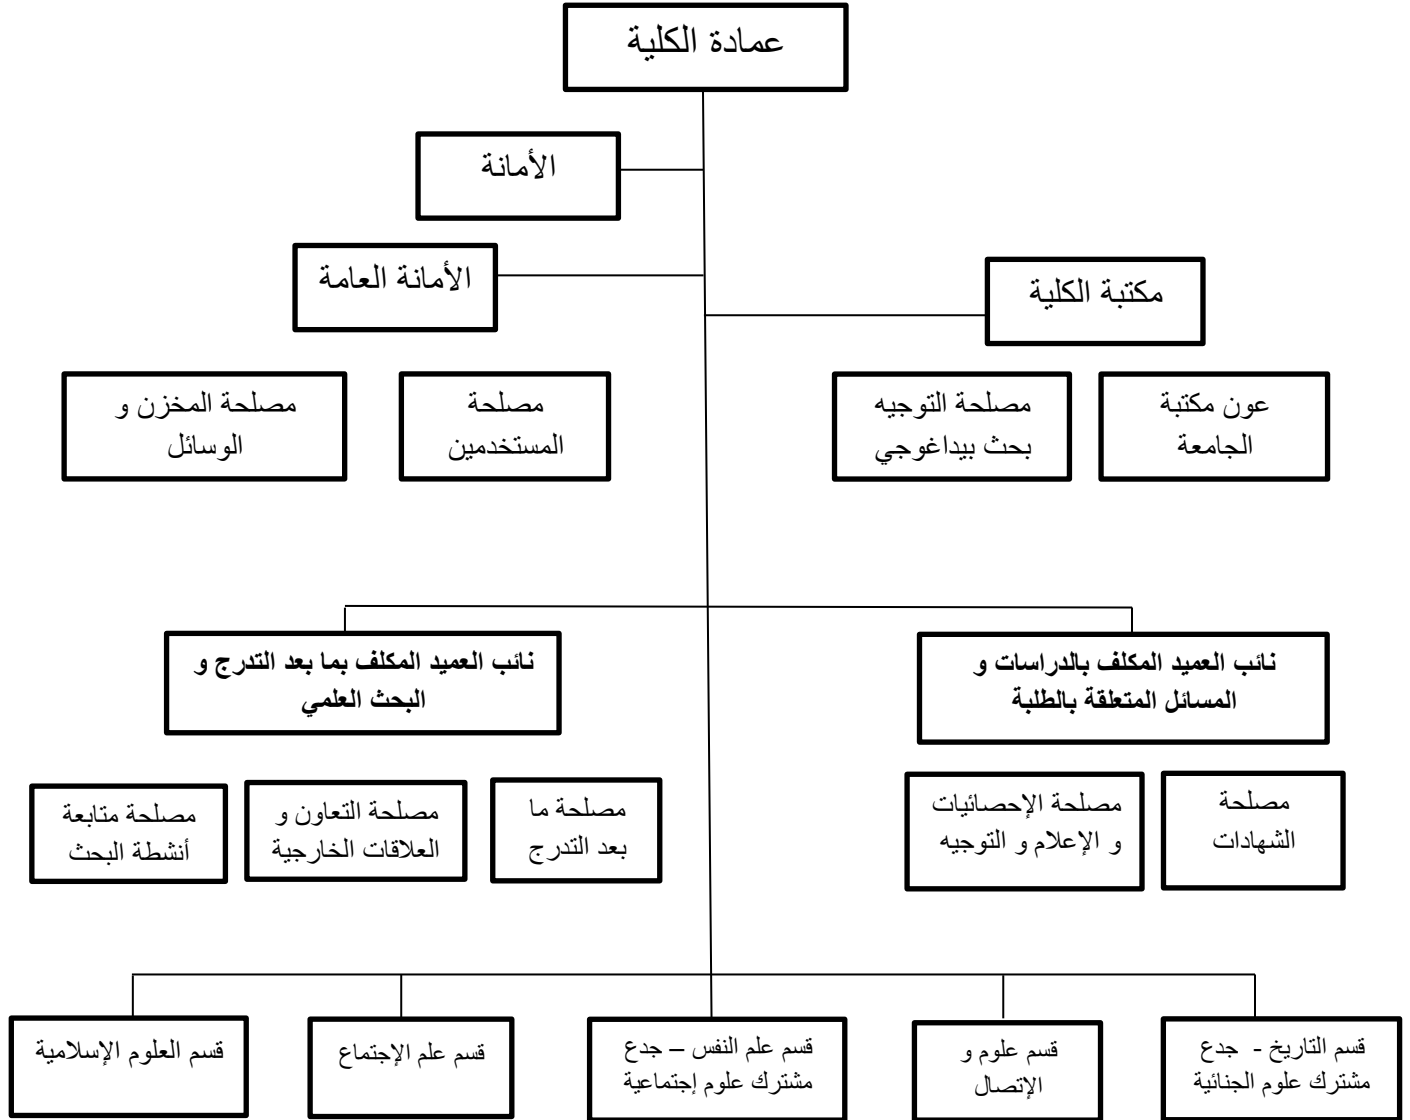 عمادة الكلية
الأمانة
الأمانة العامة
مكتبة الكلية
عون مكتبة
الجامعة
مصلحة التوجيه
بحث بيداغوجي
مصلحة
المستخدمين
مصلحة المخزن و
الوسائل
نائب العميد المكلف بالدراسات و
المسائل المتعلقة بالطلبة
نائب العميد المكلف بما بعد التدرج و
البحث العلمي
مصلحة
الشهادات
مصلحة الإحصائيات
و الإعلام و التوجيه
مصلحة ما
بعد التدرج
مصلحة التعاون و
العلاقات الخارجية
مصلحة متابعة
أنشطة البحث
قسم التاريخ - جدع
مشترك علوم الجنائية
قسم علوم و
الإتصال
قسم علم النفس – جدع
مشترك علوم إجتماعية
قسم علم الإجتماع
قسم العلوم الإسلامية